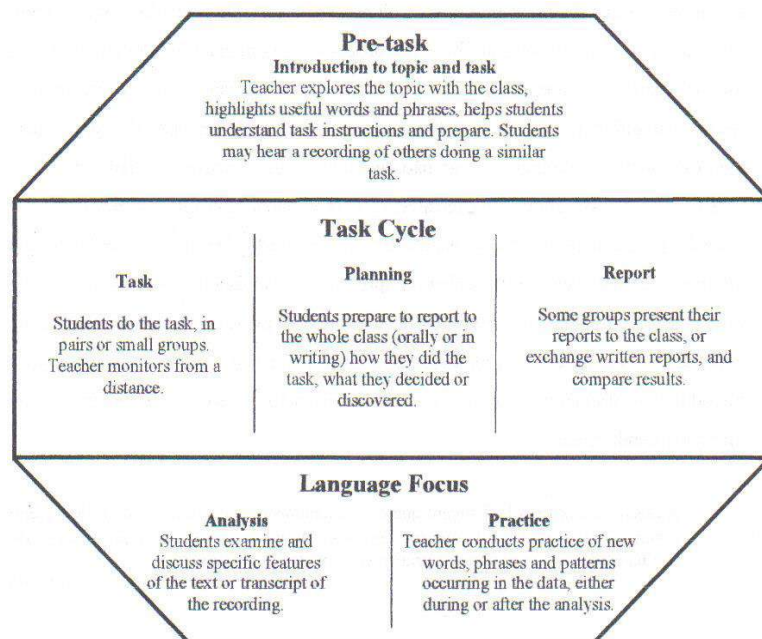 Pre-task
Introduction to topic and task
Teacher explores the topic with the class,
highlights useful words and phrases, helps students
understand task instructions and prepare. Students
may hear a recording of others doing a similar
task.
Task Cycle
Task
Students do the task, in
pairs or small groups.
Teacher monitors from a
distance.
Planning
Students prepare to report to
the whole class (orally or in
writing) how they did the
task, what they decided or
discovered.
Report
Some groups present their
reports to the class, or
exchange written reports, and
compare results.
Language Focus
Analysis
Students examine and
discuss specific features
of the text or transcript of
the recording.
Practice
Teacher conducts practice of new
words, phrases and patterns
occurring in the data, either
during or after the analysis.